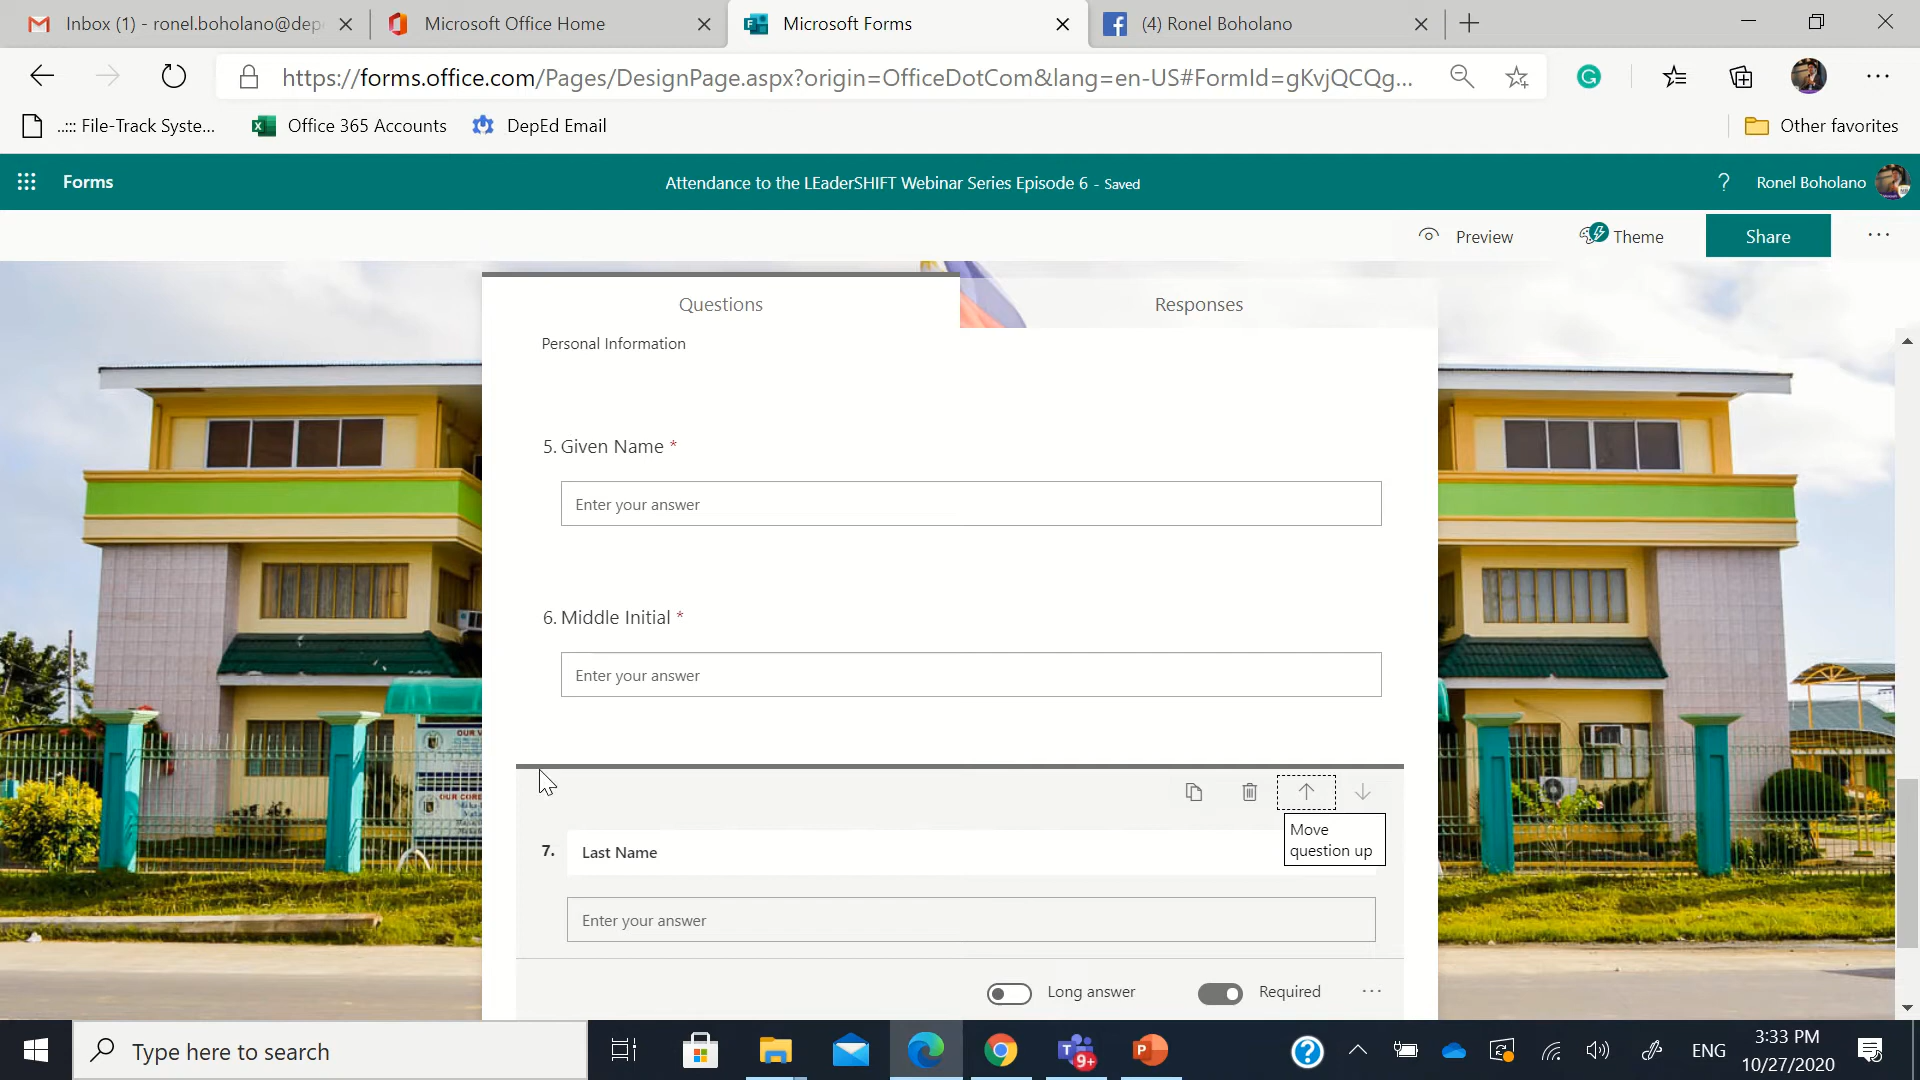 Inbox (1) - ronel.boholano@dep
Microsoft Office Home
Microsoft Forms
(4) Ronel Boholano
https://forms.office.com/Pages/DesignPage.aspx?origin=OfficeDotCom&lang=en-US#FormId=gKvjQCQg...
..::: File-Track Syste...
Office 365 Accounts
DepEd Email
Other favorites
Forms
Attendance to the LEaderSHIFT Webinar Series Episode 6 - Saved
?
Ronel Boholano
Preview
Theme
Share
...
Questions
Responses
Personal Information
5. Given Name *
Enter your answer
6. Middle Initial *
Enter your answer
OUR
OUR CORE
Move
question up
7.
Last Name
Enter your answer
Long answer
Required
...
Type here to search
9+
ENG
3:33 PM
10/27/2020